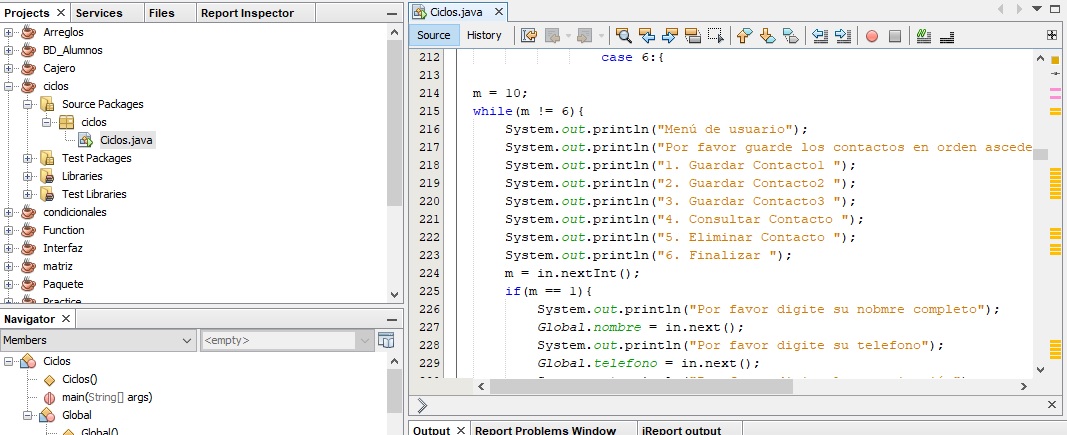 Projects Services Files Report Inspector
Arreglos
BD_Alumnos
Cajero
ciclos
Source Packages
ciclos
Ciclos.java
Test Packages
Libraries
Test Libraries
condicionales
Function
Interfaz
matriz
Paquete
Practice
Navigator
Members <empty>
Ciclos
Ciclos()
main(String[] args)
Global
Global()
Ciclos.java
Source History
212 case 6:{
213
214 m = 10;
215 while(m != 6){
216 System.out.println("Menú de usuario");
217 System.out.println("Por favor guarde los contactos en orden ascede
218 System.out.println("1. Guardar Contacto1 ");
219 System.out.println("2. Guardar Contacto2 ");
220 System.out.println("3. Guardar Contacto3 ");
221 System.out.println("4. Consultar Contacto ");
222 System.out.println("5. Eliminar Contacto ");
223 System.out.println("6. Finalizar ");
224 m = in.nextInt();
225 if(m == 1){
226 System.out.println("Por favor digite su nobmre completo");
227 Global.nombre = in.next();
228 System.out.println("Por favor digite su telefono");
229 Global.telefono = in.next();
Output Report Problems Window iReport output